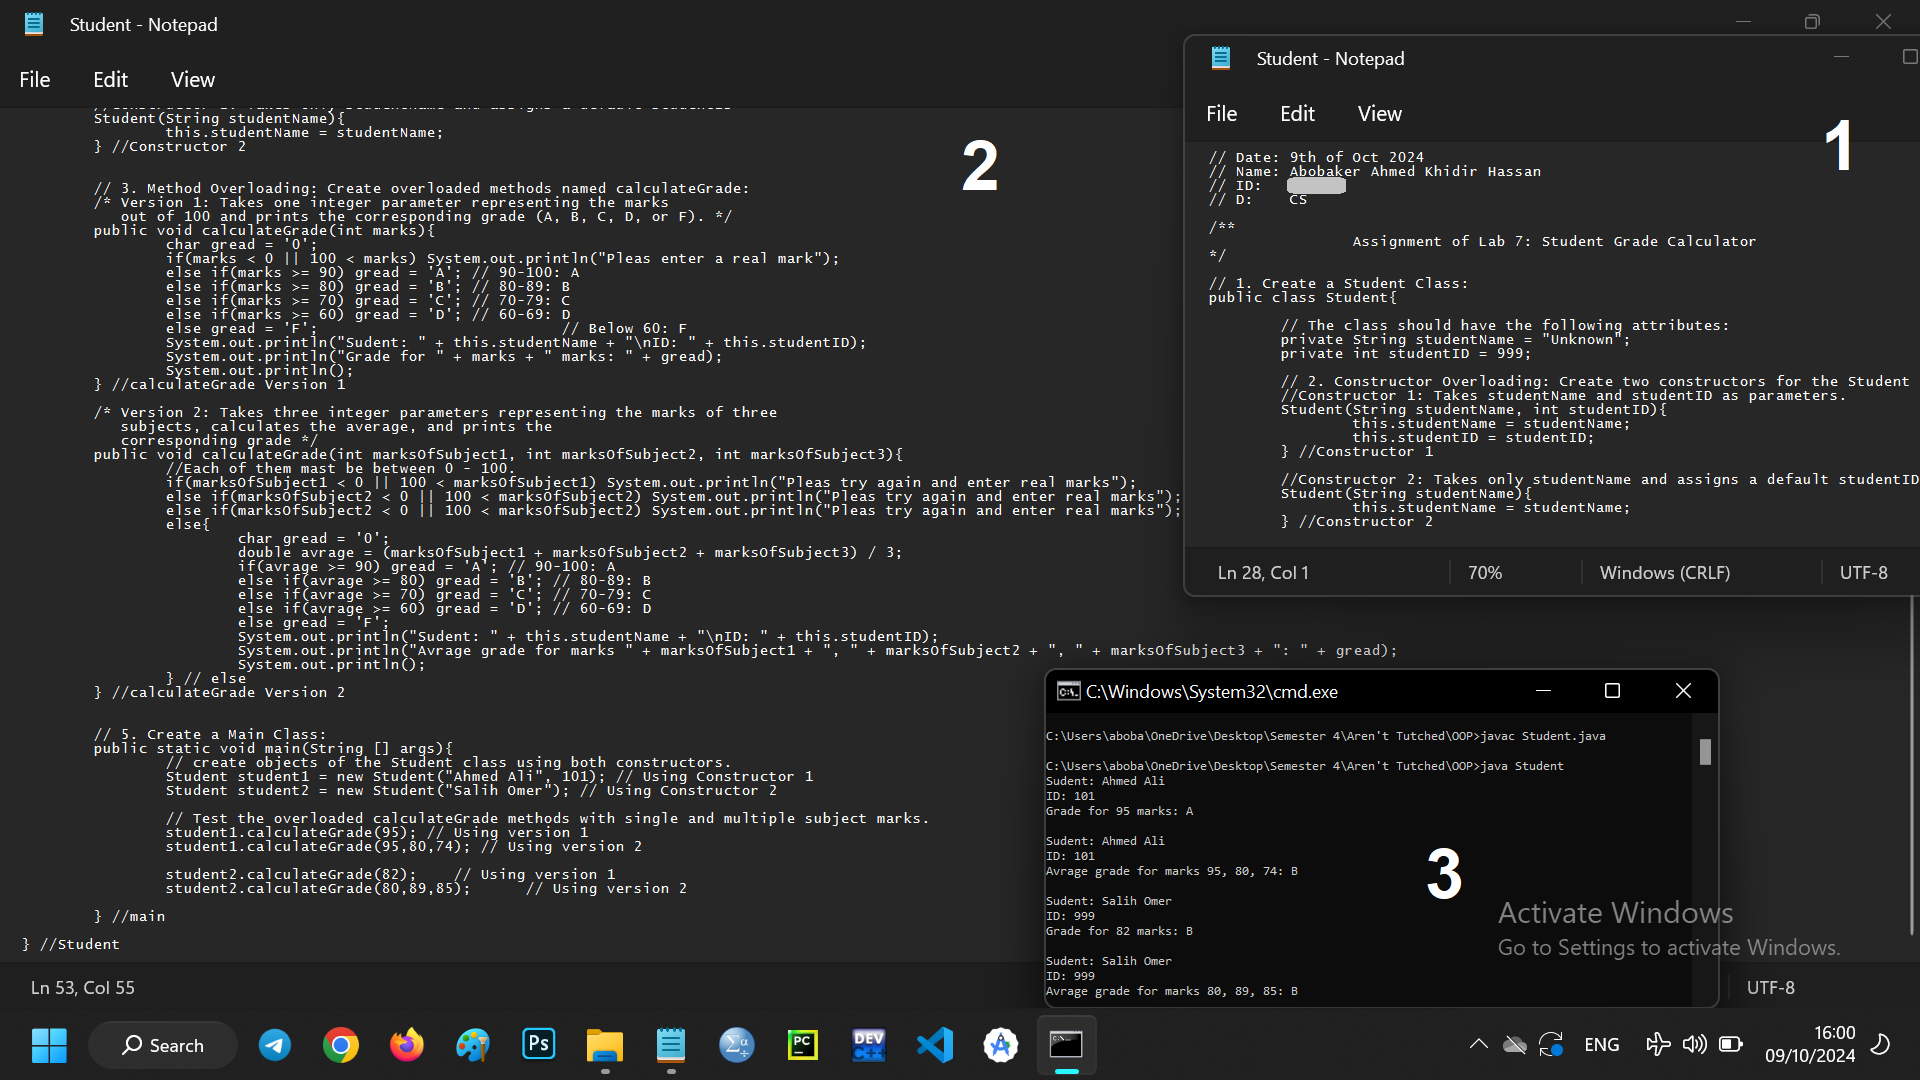 Student - Notepad
File Edit View
Student(String studentName){
this.studentName = studentName;
} //Constructor 2
// 3. Method Overloading: Create overloaded methods named calculateGrade:
/* Version 1: Takes one integer parameter representing the marks
out of 100 and prints the corresponding grade (A, B, C, D, or F). */
public void calculateGrade(int marks){
char gread = '0';
if(marks < 0 || 100 < marks) System.out.println("Pleas enter a real mark");
else if(marks >= 90) gread = 'A'; // 90-100: A
else if(marks >= 80) gread = 'B'; // 80-89: B
else if(marks >= 70) gread = 'C'; // 70-79: C
else if(marks >= 60) gread = 'D'; // 60-69: D
else gread = 'F'; // Below 60: F
System.out.println("Sudent: " + this.studentName + "\nID: " + this.studentID);
System.out.println("Grade for " + marks + " marks: " + gread);
System.out.println();
} //calculateGrade Version 1
/* Version 2: Takes three integer parameters representing the marks of three
subjects, calculates the average, and prints the
corresponding grade */
public void calculateGrade(int marksOfSubject1, int marksOfSubject2, int marksOfSubject3){
//Each of them mast be between 0 - 100.
if(marksOfSubject1 < 0 || 100 < marksOfSubject1) System.out.println("Pleas try again and enter real marks");
else if(marksOfSubject2 < 0 || 100 < marksOfSubject2) System.out.println("Pleas try again and enter real marks");
else if(marksOfSubject2 < 0 || 100 < marksOfSubject2) System.out.println("Pleas try again and enter real marks");
else{
char gread = '0';
double avrage = (marksOfSubject1 + marksOfSubject2 + marksOfSubject3) / 3;
if(avrage >= 90) gread = 'A'; // 90-100: A
else if(avrage >= 80) gread = 'B'; // 80-89: B
else if(avrage >= 70) gread = 'C'; // 70-79: C
else if(avrage >= 60) gread = 'D'; // 60-69: D
else gread = 'F';
System.out.println("Sudent: " + this.studentName + "\nID: " + this.studentID);
System.out.println("Avrage grade for marks " + marksOfSubject1 + ", " + marksOfSubject2 + ", " + marksOfSubject3 + ": " + gread);
System.out.println();
} // else
} //calculateGrade Version 2
// 5. Create a Main Class:
public static void main(String [] args){
// create objects of the Student class using both constructors.
Student student1 = new Student("Ahmed Ali", 101); // Using Constructor 1
Student student2 = new Student("Salih Omer"); // Using Constructor 2
// Test the overloaded calculateGrade methods with single and multiple subject marks.
student1.calculateGrade(95); // Using version 1
student1.calculateGrade(95,80,74); // Using version 2
student2.calculateGrade(82); // Using version 1
student2.calculateGrade(80,89,85); // Using version 2
} //main
} //Student
Ln 53, Col 55
UTF-8
2
Student - Notepad
File Edit View
1
// Date: 9th of Oct 2024
// Name: Abobaker Ahmed Khidir Hassan
// ID:
// D: CS
/**
Assignment of Lab 7: Student Grade Calculator
*/
// 1. Create a Student Class:
public class Student{
// The class should have the following attributes:
private String studentName = "Unknown";
private int studentID = 999;
// 2. Constructor Overloading: Create two constructors for the Student
//Constructor 1: Takes studentName and studentID as parameters.
Student(String studentName, int studentID){
this.studentName = studentName;
this.studentID = studentID;
} //Constructor 1
//Constructor 2: Takes only studentName and assigns a default studentID
Student(String studentName){
this.studentName = studentName;
} //Constructor 2
Ln 28, Col 1 70% Windows (CRLF) UTF-8
C:\Windows\System32\cmd.exe
C:\Users\aboba\OneDrive\Desktop\Semester 4\Aren't Tutched\OOP>javac Student.java
C:\Users\aboba\OneDrive\Desktop\Semester 4\Aren't Tutched\OOP>java Student
Sudent: Ahmed Ali
ID: 101
Grade for 95 marks: A
Sudent: Ahmed Ali
ID: 101
Avrage grade for marks 95, 80, 74: B
Sudent: Salih Omer
ID: 999
Grade for 82 marks: B
Sudent: Salih Omer
ID: 999
Avrage grade for marks 80, 89, 85: B
3
Activate Windows
Go to Settings to activate Windows.
Search
Ps
PC
DEV
C++
ENG
16:00
09/10/2024